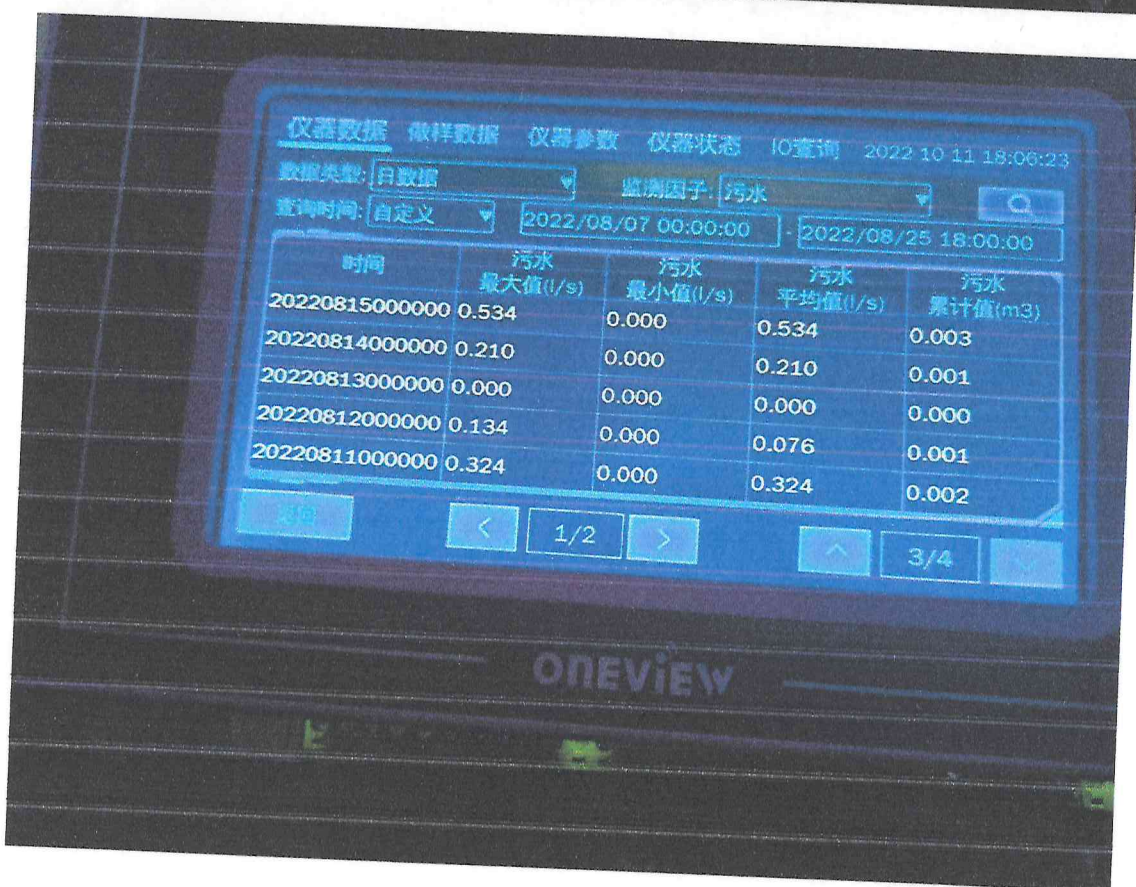 仪器数据 做样数据 仪器参数 仪器状态 IO查询 2022 10 11 18:06:23
数据类型: 日数据 监测因子: 污水
查询时间: 自定义 2022/08/07 00:00:00 - 2022/08/25 18:00:00
时间 污水 污水 污水 污水
最大值(l/s) 最小值(l/s) 平均值(l/s) 累计值(m3)
20220815000000 0.534 0.000 0.534 0.003
20220814000000 0.210 0.000 0.210 0.001
20220813000000 0.000 0.000 0.000 0.000
20220812000000 0.134 0.000 0.076 0.001
20220811000000 0.324 0.000 0.324 0.002
返回 < 1/2 > 3/4
ONEVIEW